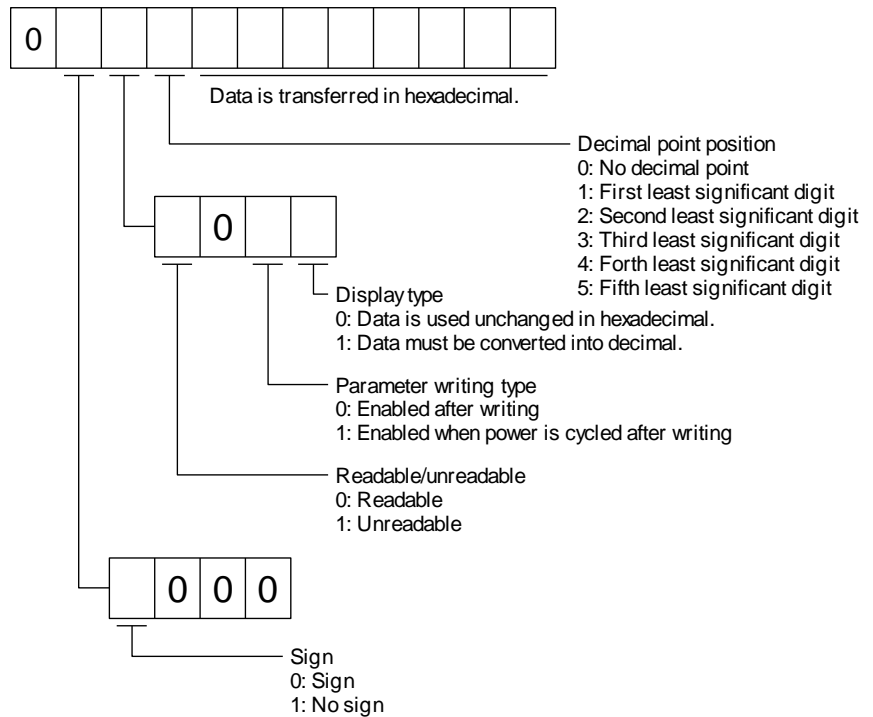 0
Data is transferred in hexadecimal.
Decimal point position
0: No decimal point
1: First least significant digit
2: Second least significant digit
3: Third least significant digit
4: Forth least significant digit
5: Fifth least significant digit
0
Display type
0: Data is used unchanged in hexadecimal.
1: Data must be converted into decimal.
Parameter writing type
0: Enabled after writing
1: Enabled when power is cycled after writing
Readable/unreadable
0: Readable
1: Unreadable
0 0 0
Sign
0: Sign
1: No sign